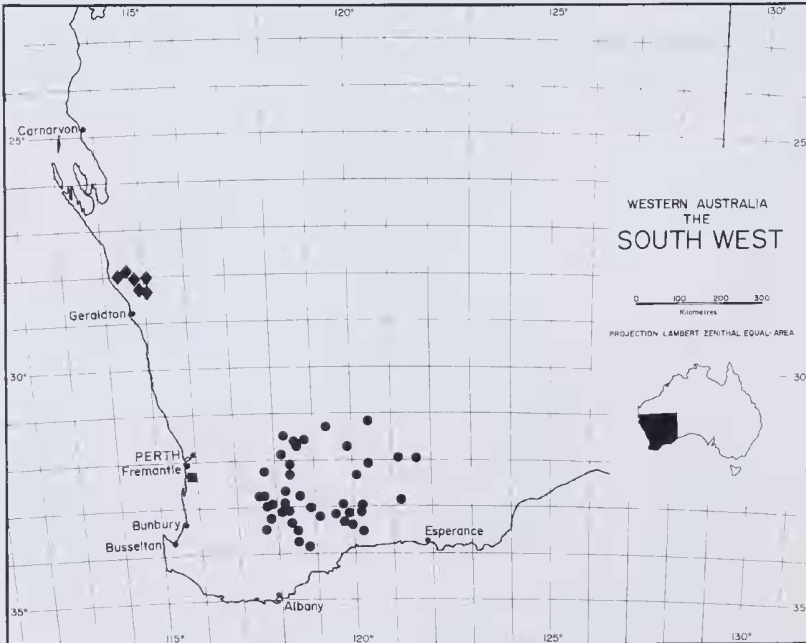 115°
120°
125°
130°
Carnarvon
25°
25
WESTERN AUSTRALIA
THE
SOUTH WEST
0 100 200 300
Kilometres
PROJECTION LAMBERT ZENITHAL EQUAL-AREA
Geraldton
30°
30
PERTH
Fremantle
Bunbury
Busselton
Esperance
Albany
35°
35
115°
120°
125°
130°